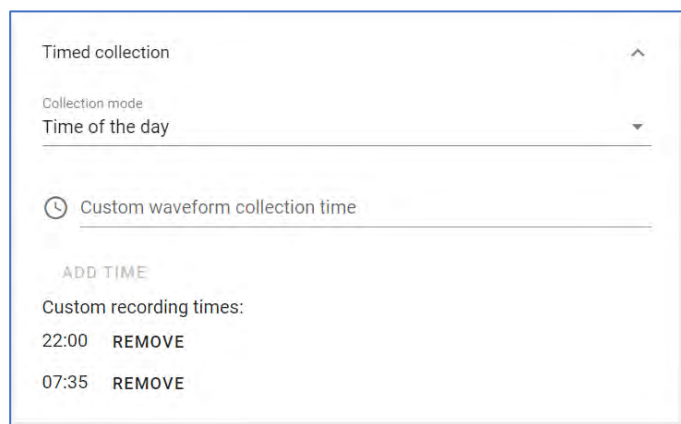 Timed collection
Collection mode
Time of the day
Custom waveform collection time
ADD TIME
Custom recording times:
22:00 REMOVE
07:35 REMOVE